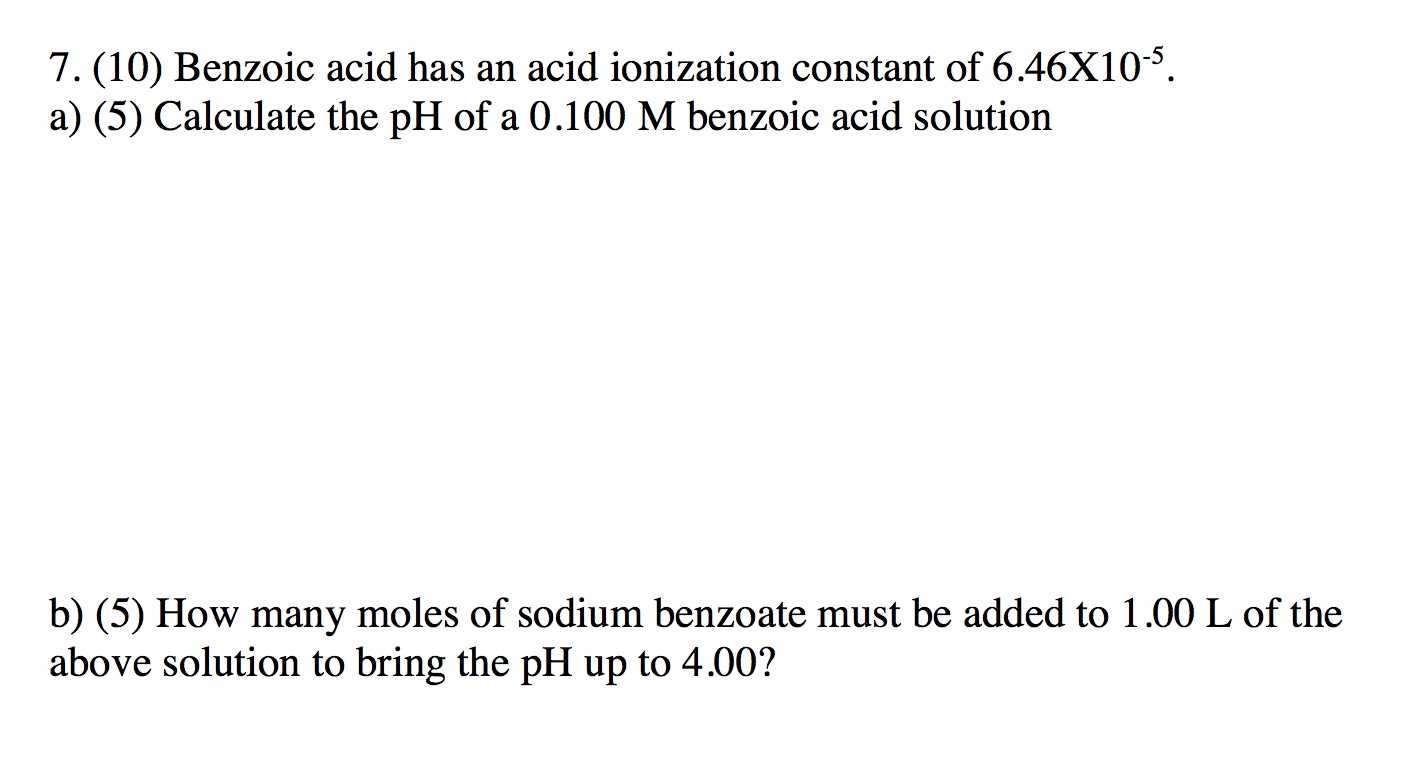 7. (10) Benzoic acid has an acid ionization constant of 6.46X10⁻⁵.
a) (5) Calculate the pH of a 0.100 M benzoic acid solution
b) (5) How many moles of sodium benzoate must be added to 1.00 L of the
above solution to bring the pH up to 4.00?